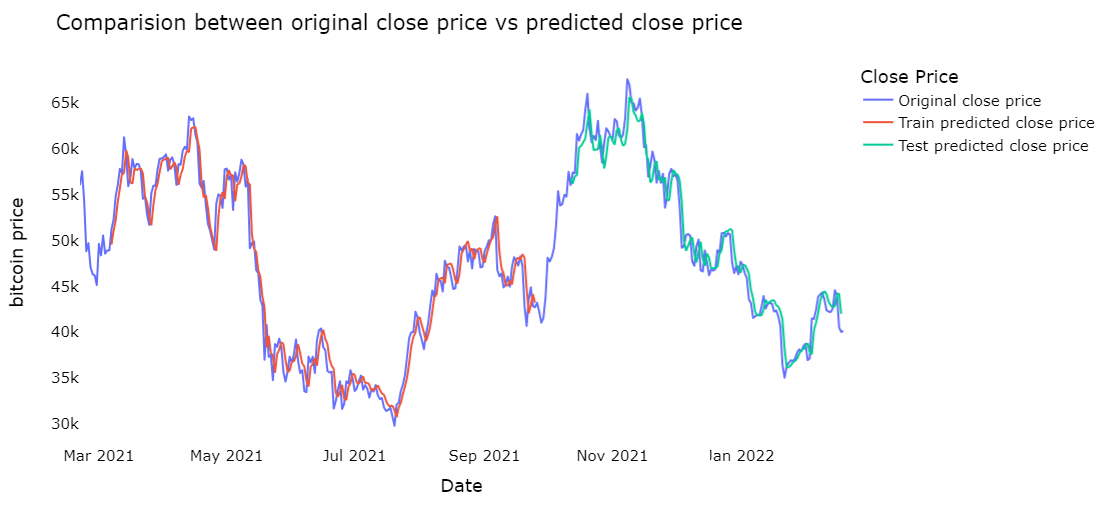 Comparision between original close price vs predicted close price
Close Price
Original close price
Train predicted close price
Test predicted close price
65k
60k
55k
50k
45k
40k
35k
30k
bitcoin price
Mar 2021
May 2021
Jul 2021
Sep 2021
Nov 2021
Jan 2022
Date